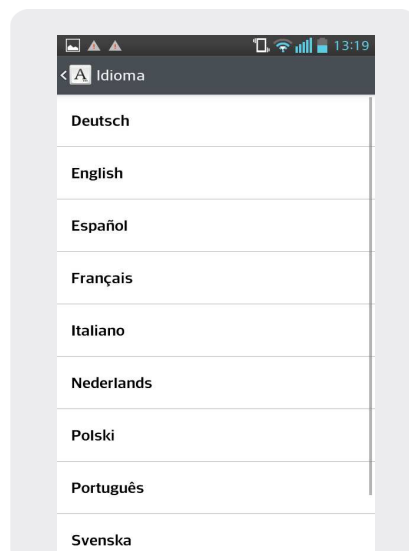 13:19
< A Idioma
Deutsch
English
Español
Français
Italiano
Nederlands
Polski
Português
Svenska